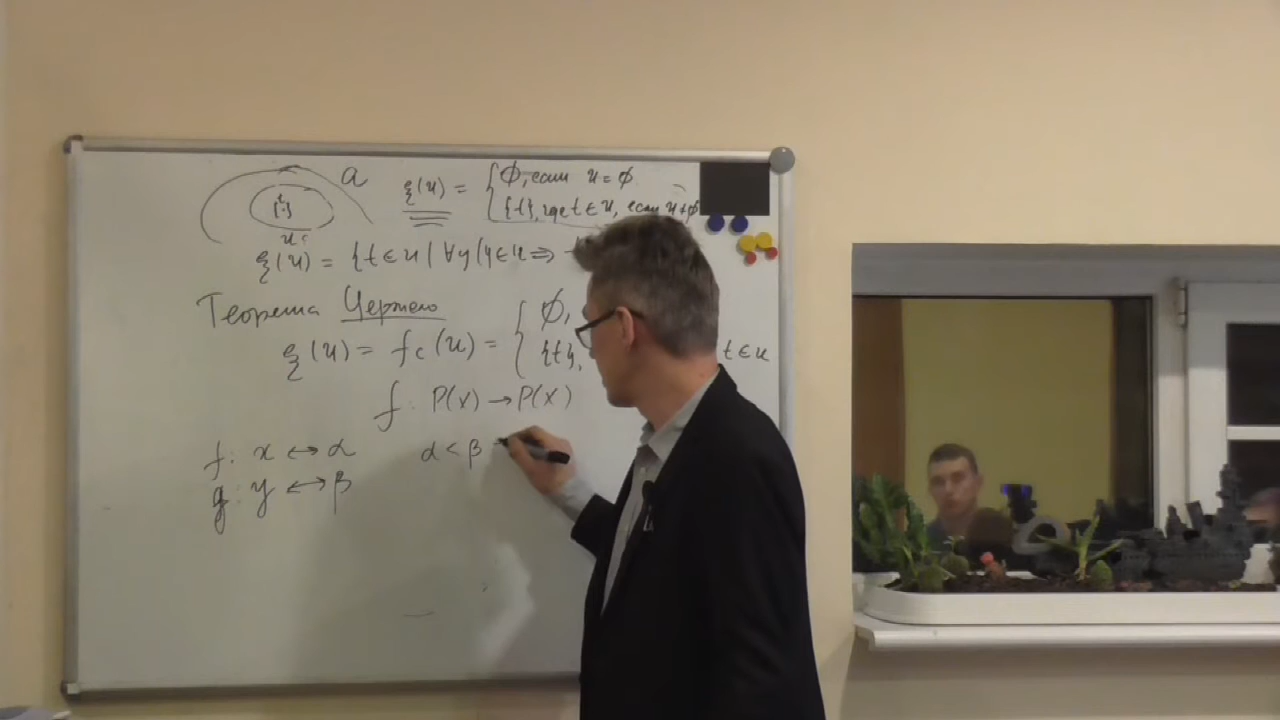 a ξ(u) = { ∅, если u = ∅
{t}, где t ∈ u, если u ≠ ∅
{·}
u
ξ(u) = {t ∈ u | ∀y (y ∈ u ⇒
Теорема Цермело
ξ(u) = f_c(u) = { ∅,
{t}, t ∈ u
f: P(X) → P(X)
f: x ↔ α α < β
g: y ↔ β